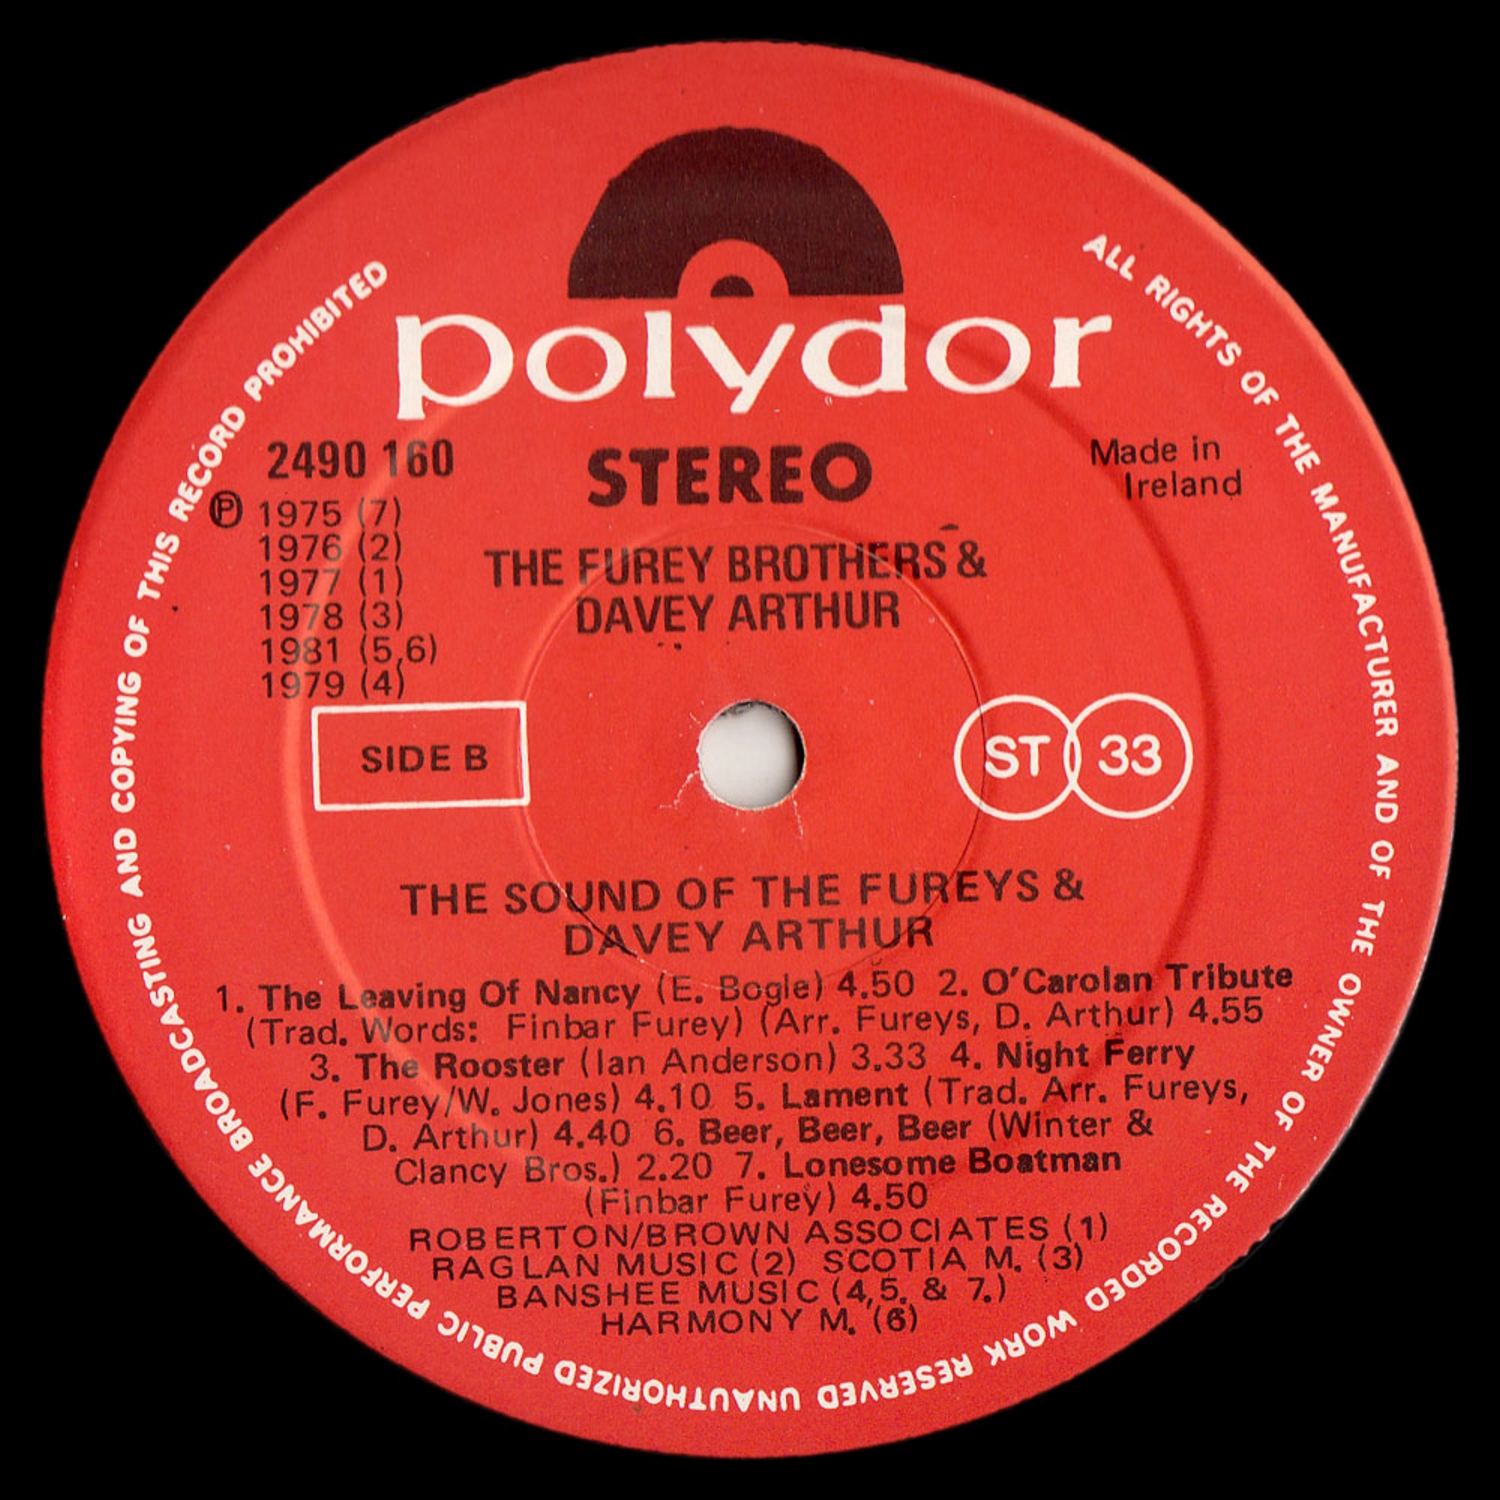 polydor
2490 160
STEREO
Made in
Ireland
Ⓟ 1975 (7)
1976 (2)
1977 (1)
1978 (3)
1981 (5,6)
1979 (4)
THE FUREY BROTHERS &
DAVEY ARTHUR
SIDE B
ST 33
THE SOUND OF THE FUREYS &
DAVEY ARTHUR
1. The Leaving Of Nancy (E. Bogle) 4.50 2. O'Carolan Tribute
(Trad. Words: Finbar Furey) (Arr. Fureys, D. Arthur) 4.55
3. The Rooster (Ian Anderson) 3.33 4. Night Ferry
(F. Furey/W. Jones) 4.10 5. Lament (Trad. Arr. Fureys,
D. Arthur) 4.40 6. Beer, Beer, Beer (Winter &
Clancy Bros.) 2.20 7. Lonesome Boatman
(Finbar Furey) 4.50
ROBERTON/BROWN ASSOCIATES (1)
RAGLAN MUSIC (2) SCOTIA M. (3)
BANSHEE MUSIC (4,5. & 7.)
HARMONY M. (6)
ALL RIGHTS OF THE MANUFACTURER AND OF THE OWNER OF THE RECORDED WORK RESERVED UNAUTHORIZED PUBLIC PERFORMANCE BROADCASTING AND COPYING OF THIS RECORD PROHIBITED